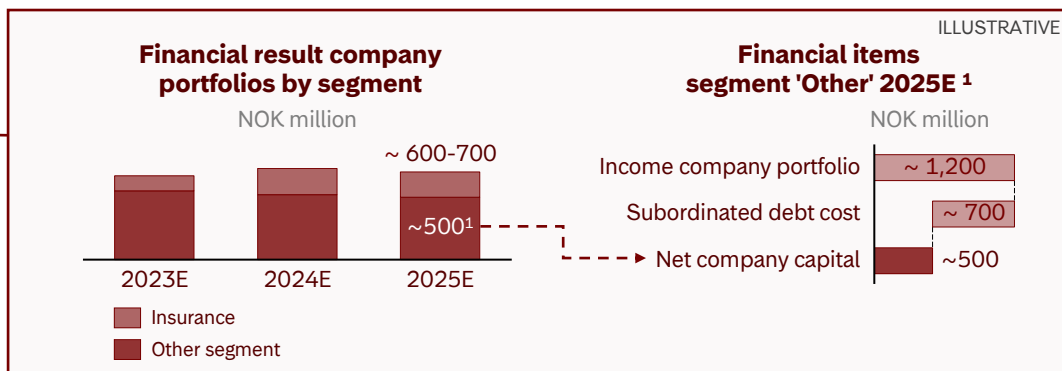 ILLUSTRATIVE
Financial result company
portfolios by segment
NOK million
~ 600-700
~500¹
2023E
2024E
2025E
Insurance
Other segment
Financial items
segment 'Other' 2025E ¹
NOK million
Income company portfolio
~ 1,200
Subordinated debt cost
~ 700
Net company capital
~500